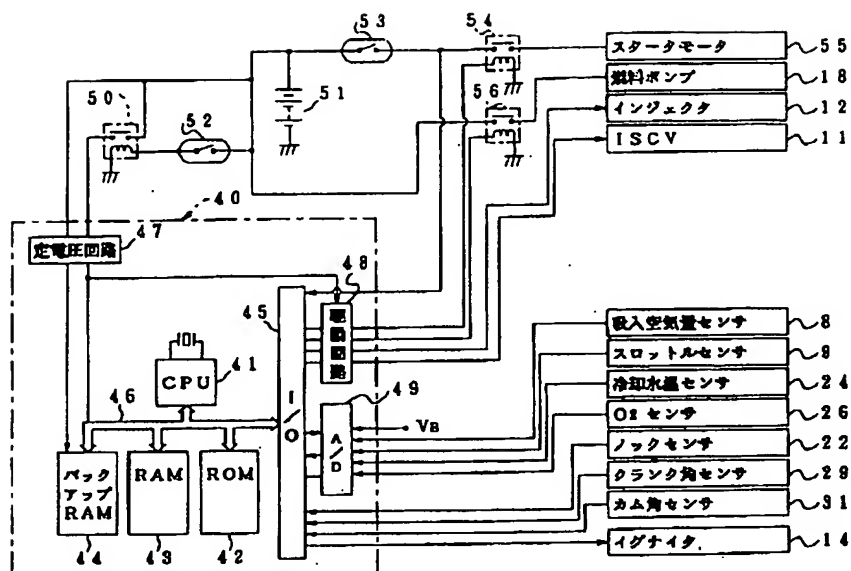 53
54
スタータモータ
55
燃料ポンプ
18
50
52
51
56
インジェクタ
12
ISCV
11
40
定電圧回路
47
48
45
駆動回路
吸入空気量センサ
8
スロットルセンサ
9
41
CPU
49
冷却水温センサ
24
46
I/O
A/D
VB
O2センサ
26
ノックセンサ
22
バック
アップ
RAM
RAM
ROM
クランク角センサ
29
カム角センサ
31
44
43
42
イグナイタ
14